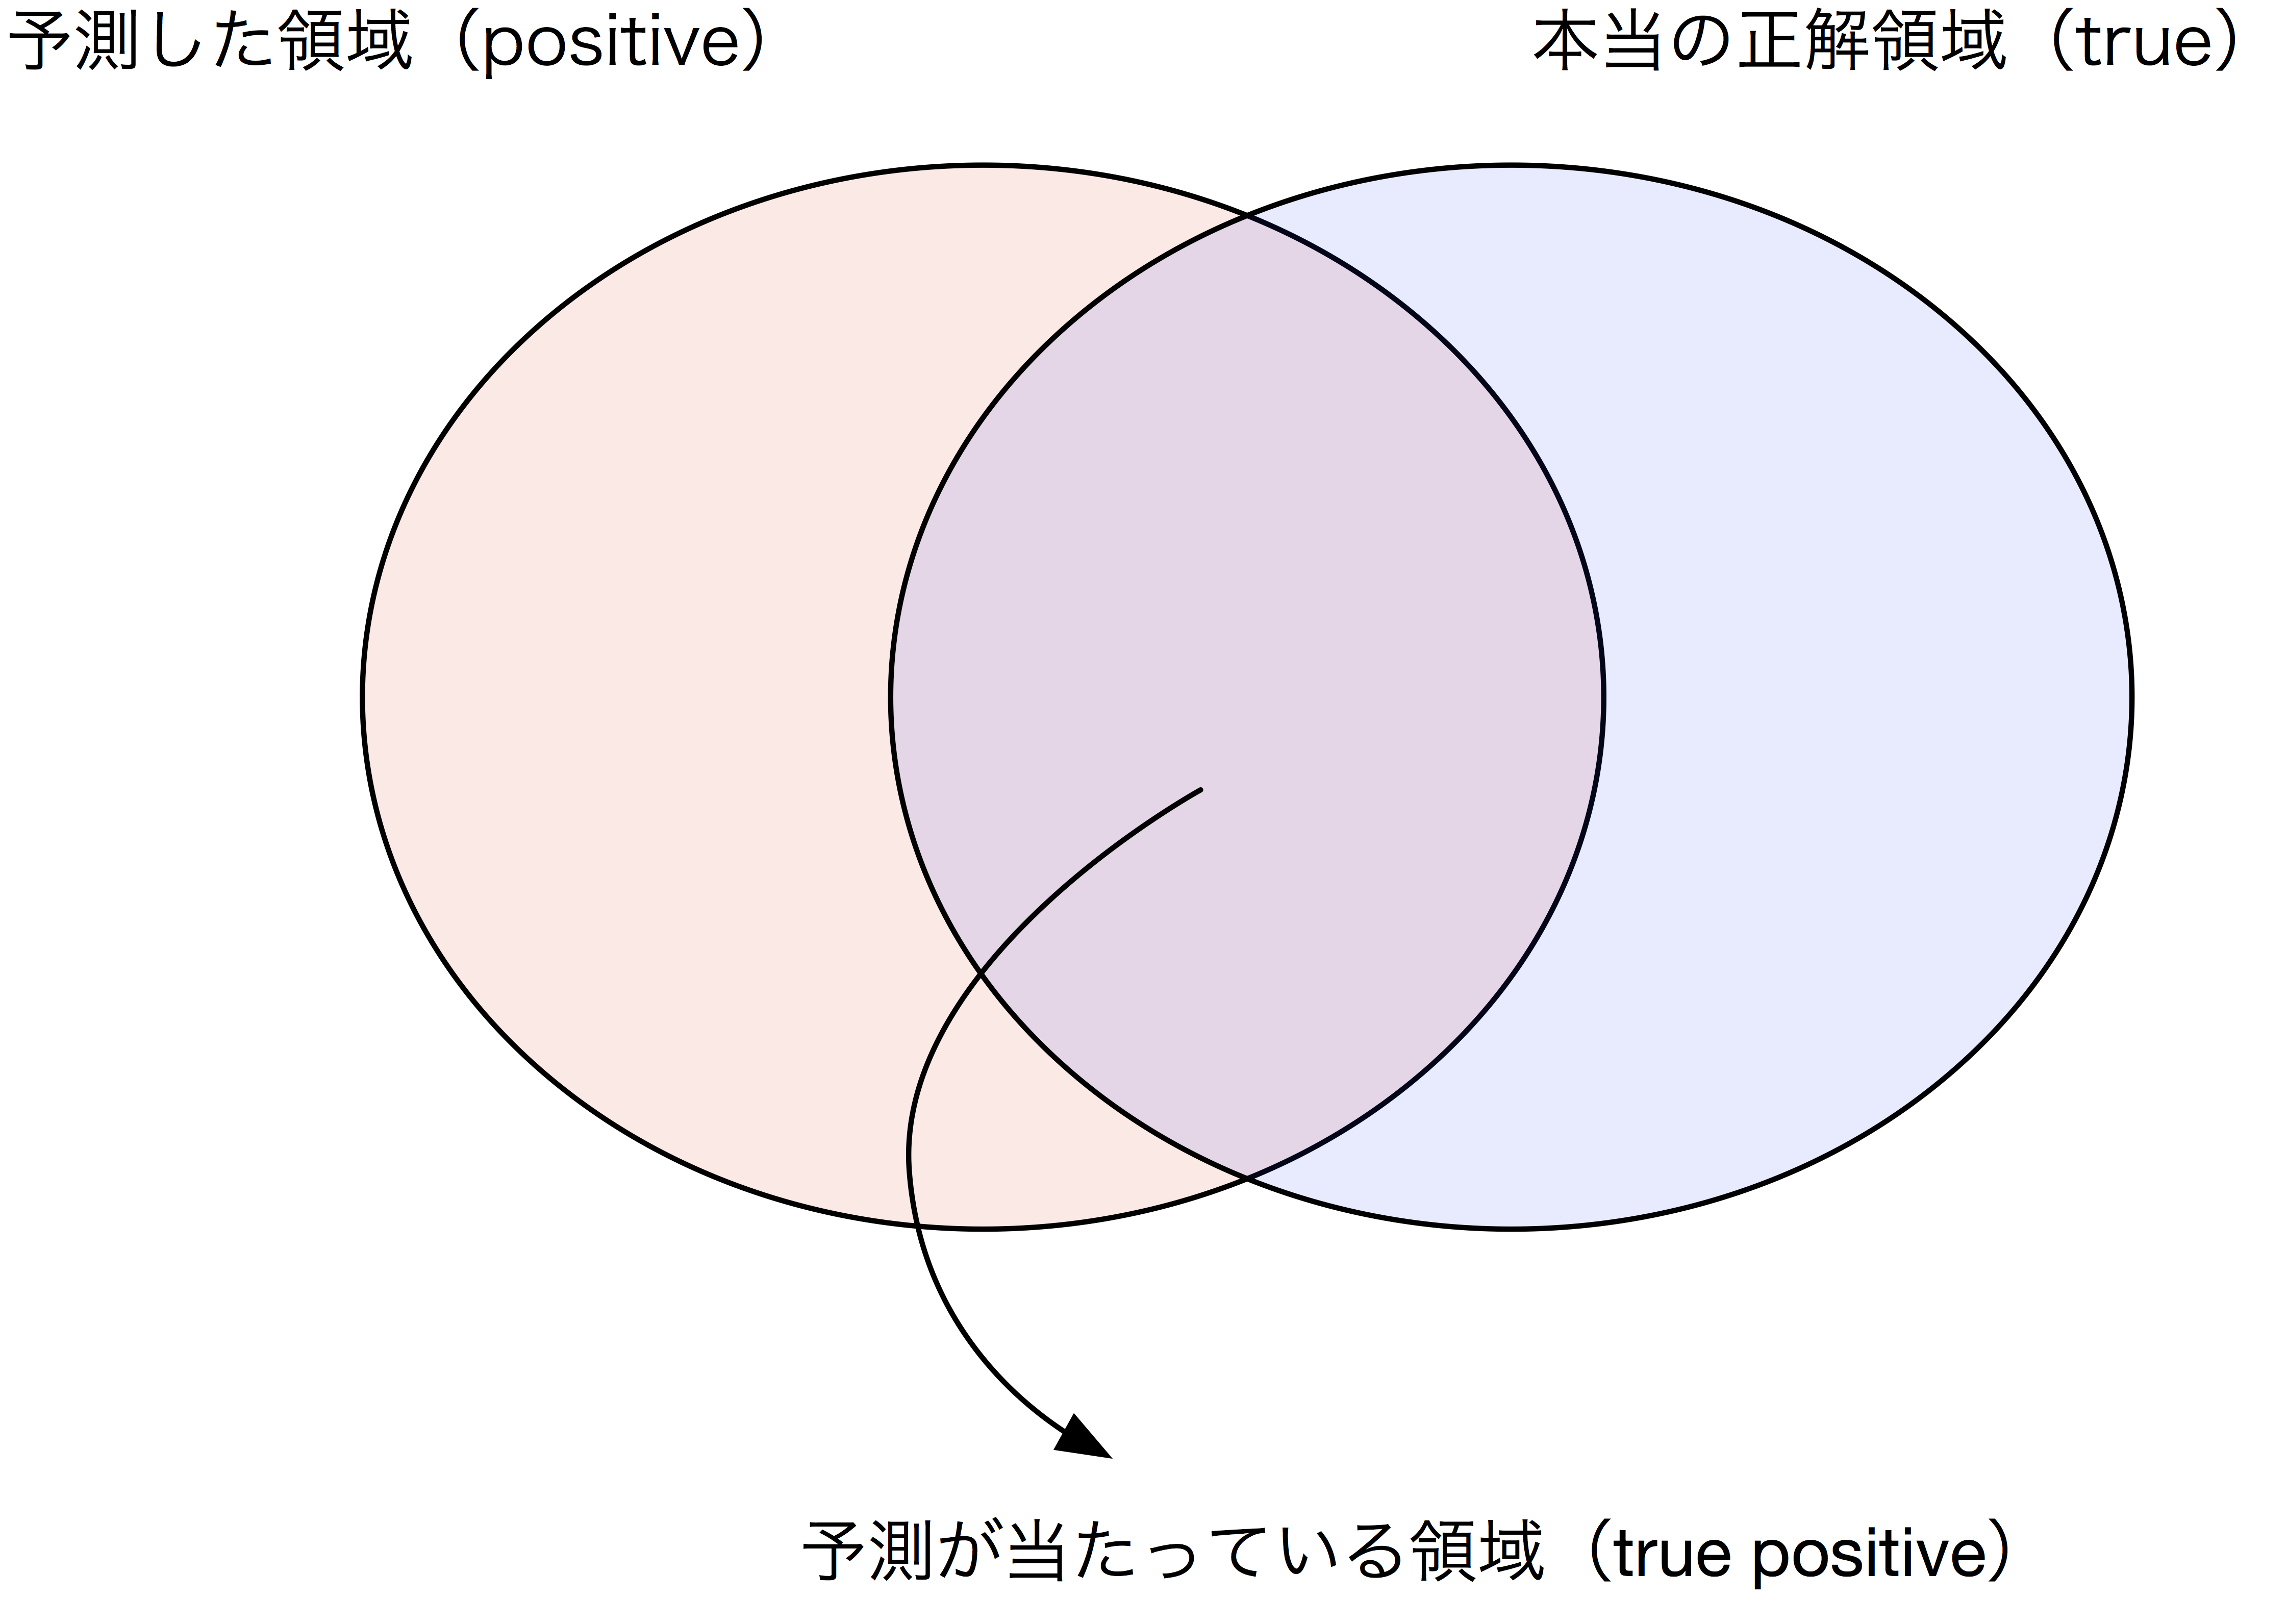 予測した領域（positive）
本当の正解領域（true）
予測が当たっている領域（true positive）